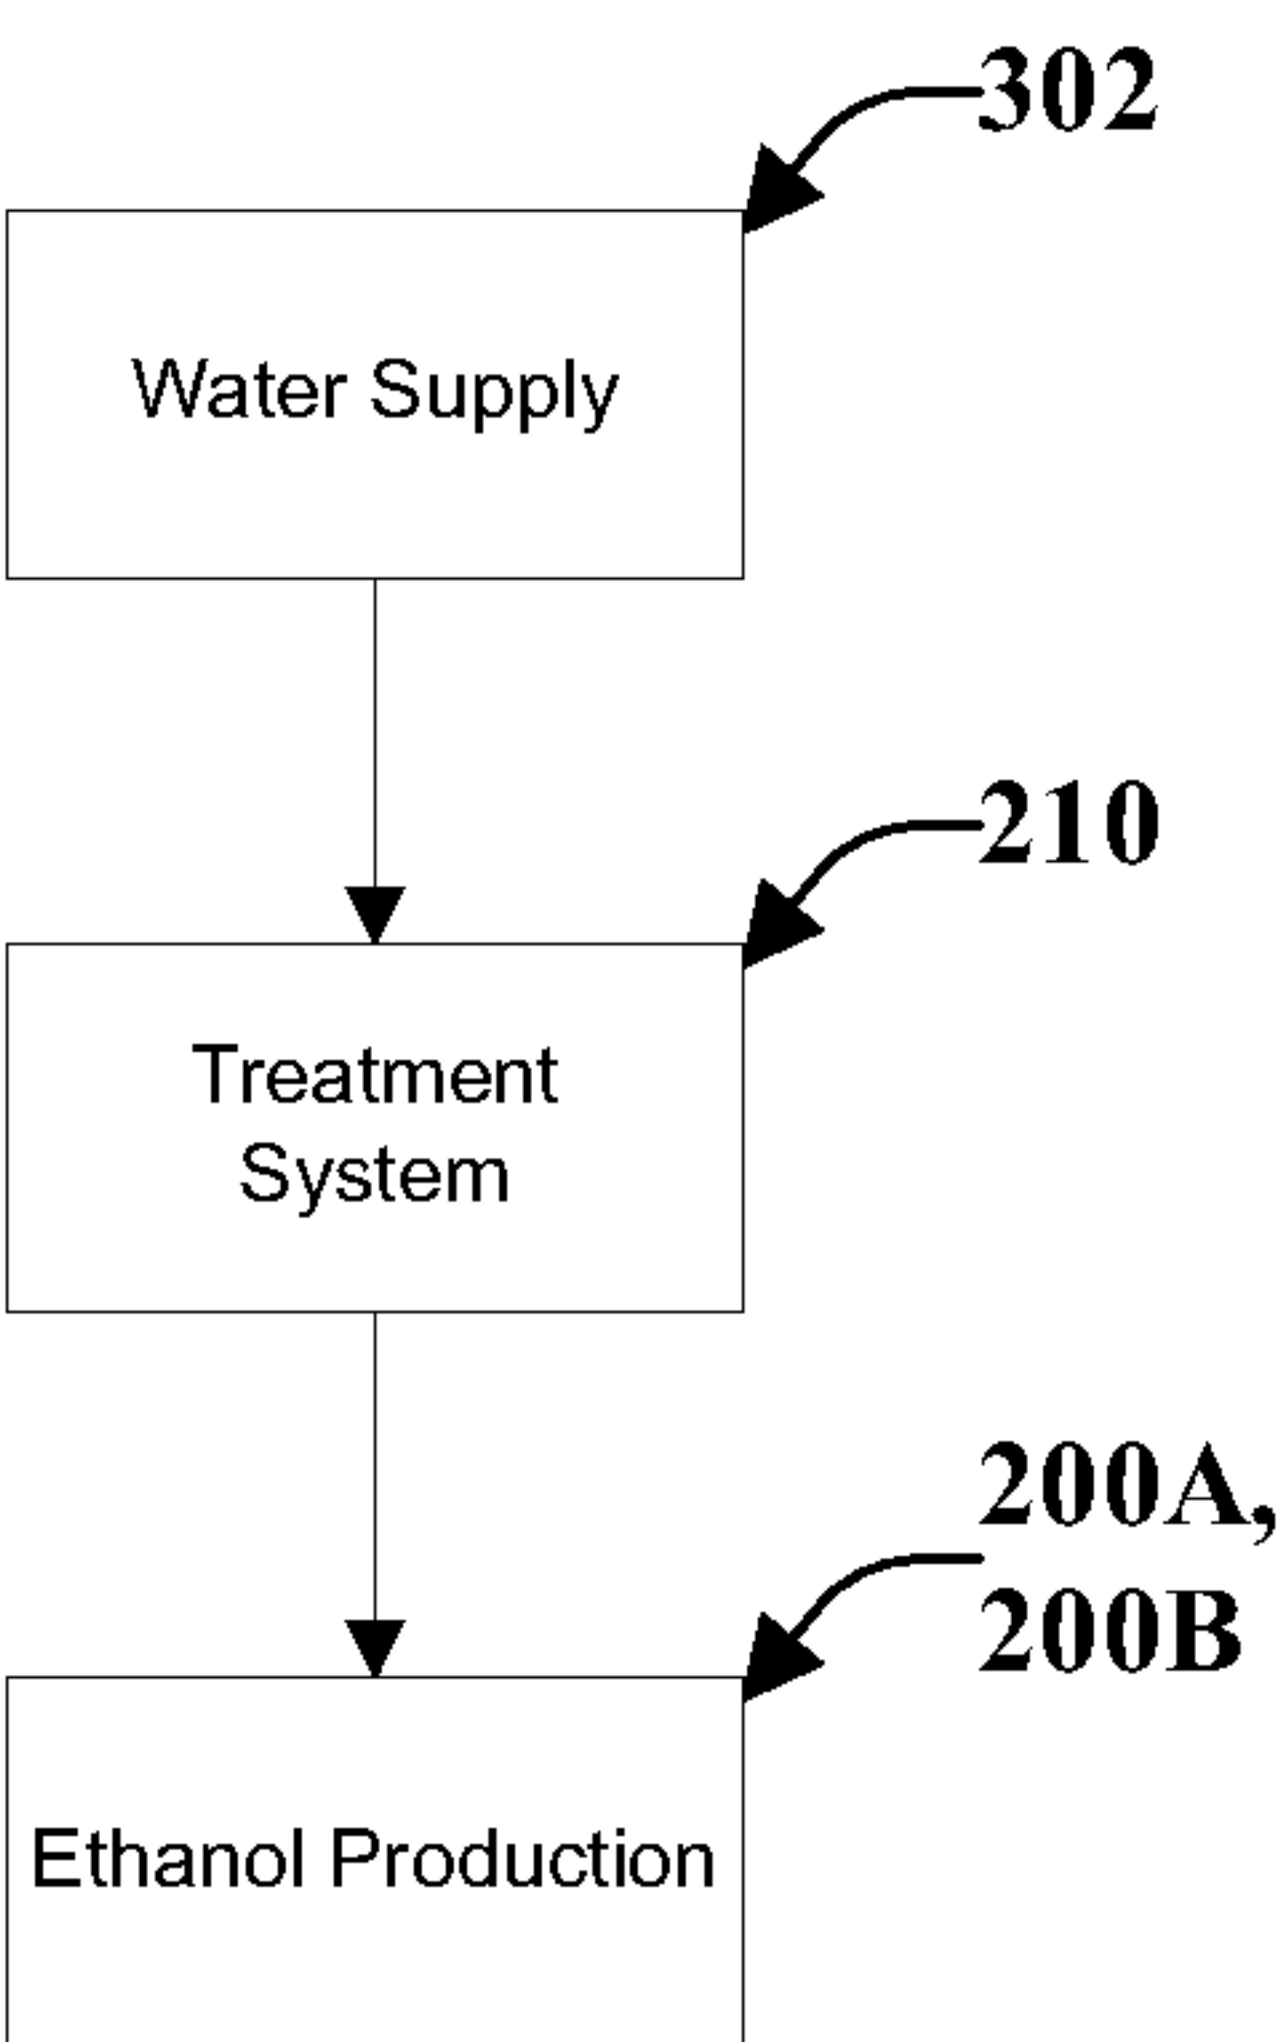 302
Water Supply
210
Treatment
System
200A,
200B
Ethanol Production